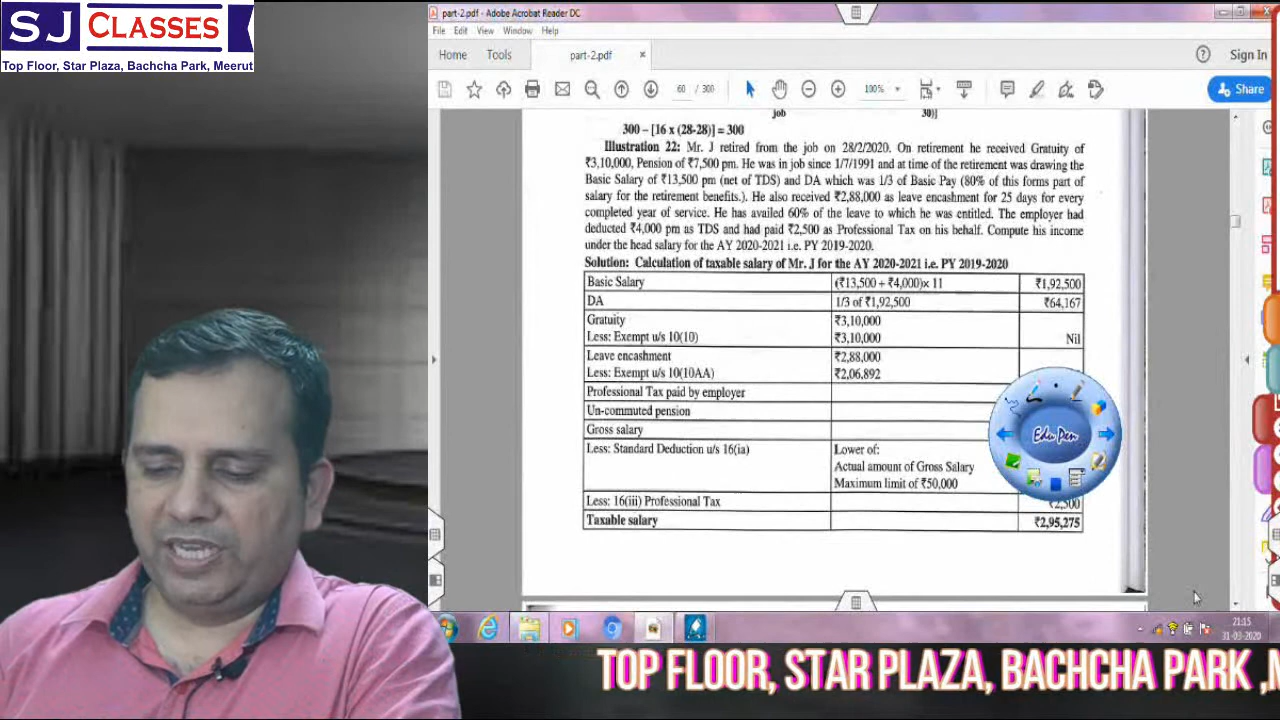 SJ CLASSES
Top Floor, Star Plaza, Bachcha Park, Meerut
part-2.pdf - Adobe Acrobat Reader DC
File Edit View Window Help
Home Tools part-2.pdf × ? Sign In
60 / 300 100% Share
job 30)]
300 – [16 x (28-28)] = 300
Illustration 22: Mr. J retired from the job on 28/2/2020. On retirement he received Gratuity of
₹3,10,000, Pension of ₹7,500 pm. He was in job since 1/7/1991 and at time of the retirement was drawing the
Basic Salary of ₹13,500 pm (net of TDS) and DA which was 1/3 of Basic Pay (80% of this forms part of
salary for the retirement benefits.). He also received ₹2,88,000 as leave encashment for 25 days for every
completed year of service. He has availed 60% of the leave to which he was entitled. The employer had
deducted ₹4,000 pm as TDS and had paid ₹2,500 as Professional Tax on his behalf. Compute his income
under the head salary for the AY 2020-2021 i.e. PY 2019-2020.
Solution: Calculation of taxable salary of Mr. J for the AY 2020-2021 i.e. PY 2019-2020
Basic Salary (₹13,500 + ₹4,000)× 11 ₹1,92,500
DA 1/3 of ₹1,92,500 ₹64,167
Gratuity ₹3,10,000
Less: Exempt u/s 10(10) ₹3,10,000 Nil
Leave encashment ₹2,88,000
Less: Exempt u/s 10(10AA) ₹2,06,892
Professional Tax paid by employer
Un-commuted pension
Edu Pen
Gross salary
Less: Standard Deduction u/s 16(ia) Lower of:
Actual amount of Gross Salary
Maximum limit of ₹50,000
Less: 16(iii) Professional Tax ₹2,500
Taxable salary ₹2,95,275
21:15
31-03-2020
TOP FLOOR, STAR PLAZA, BACHCHA PARK ,M